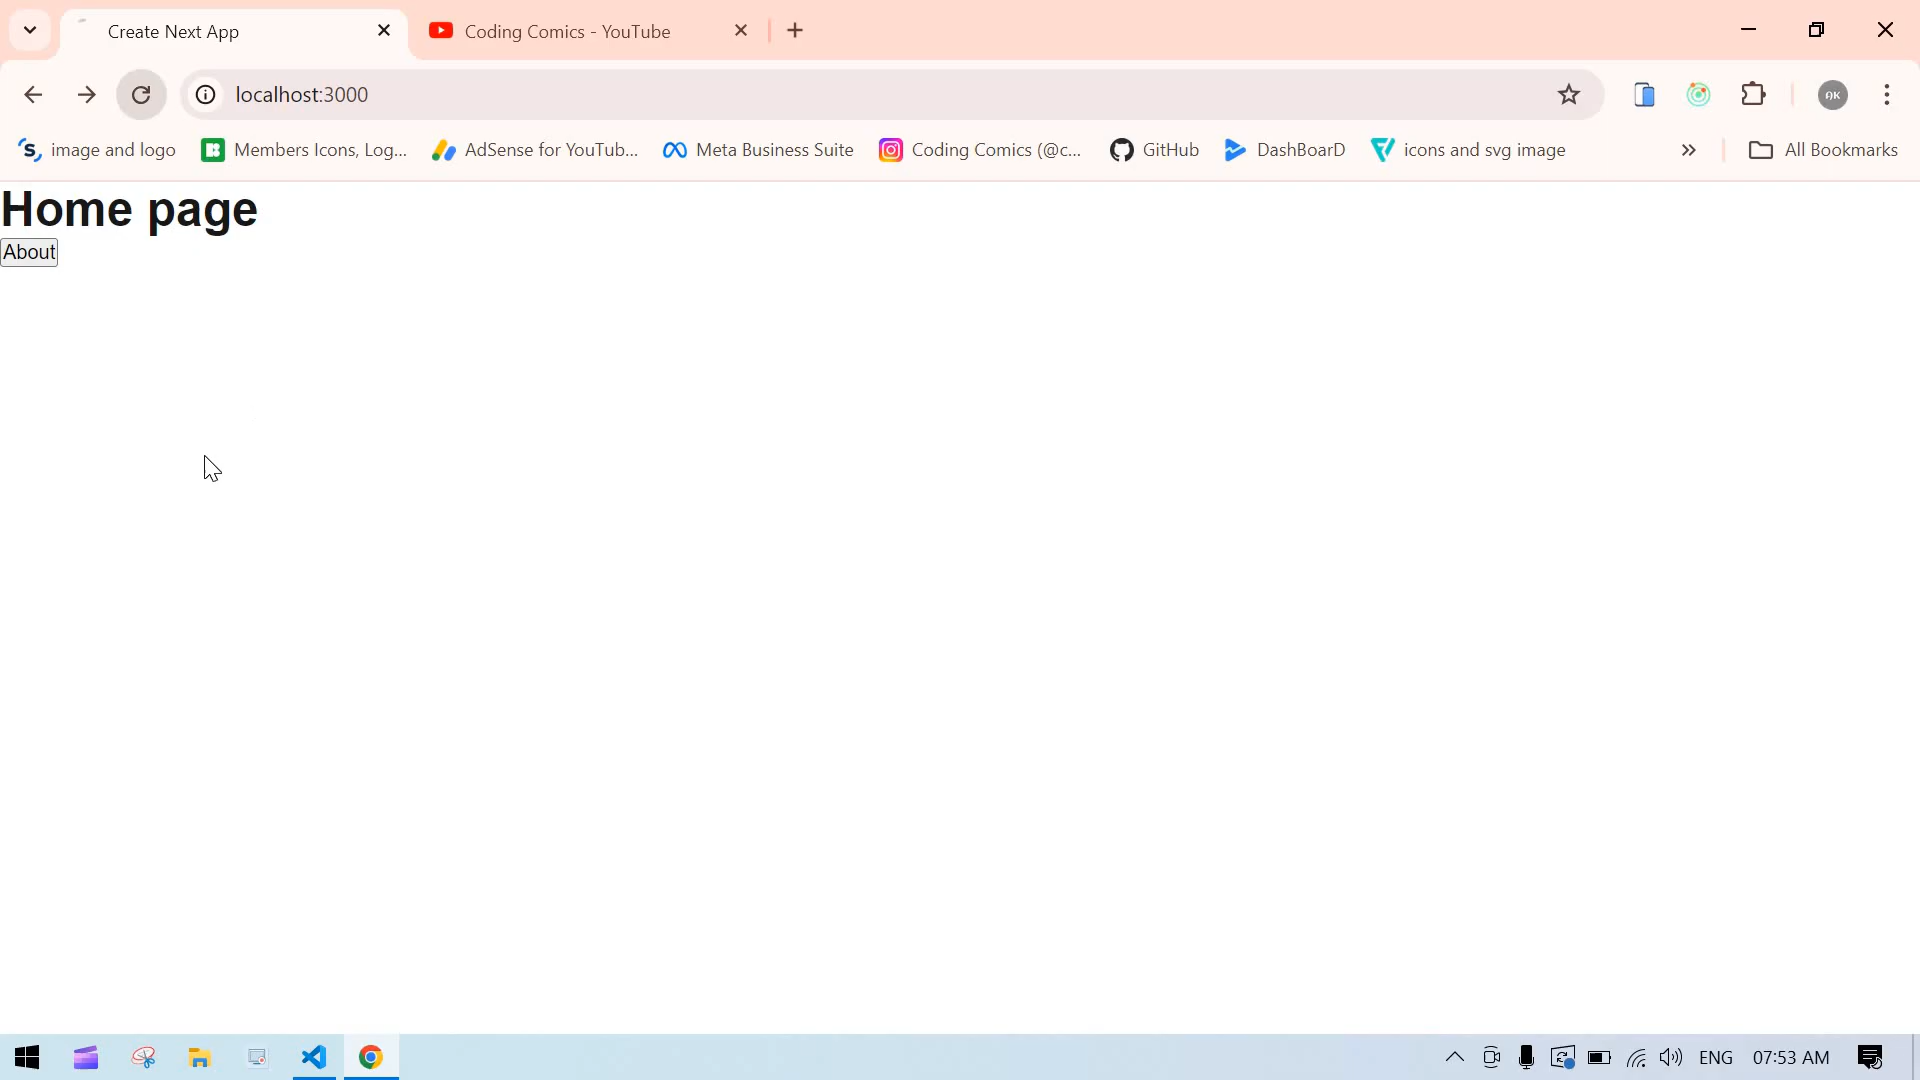 Create Next App
Coding Comics - YouTube
localhost:3000
image and logo
Members Icons, Log...
AdSense for YouTub...
Meta Business Suite
Coding Comics (@c...
GitHub
DashBoarD
icons and svg image
All Bookmarks
AK
Home page
About
ENG
07:53 AM